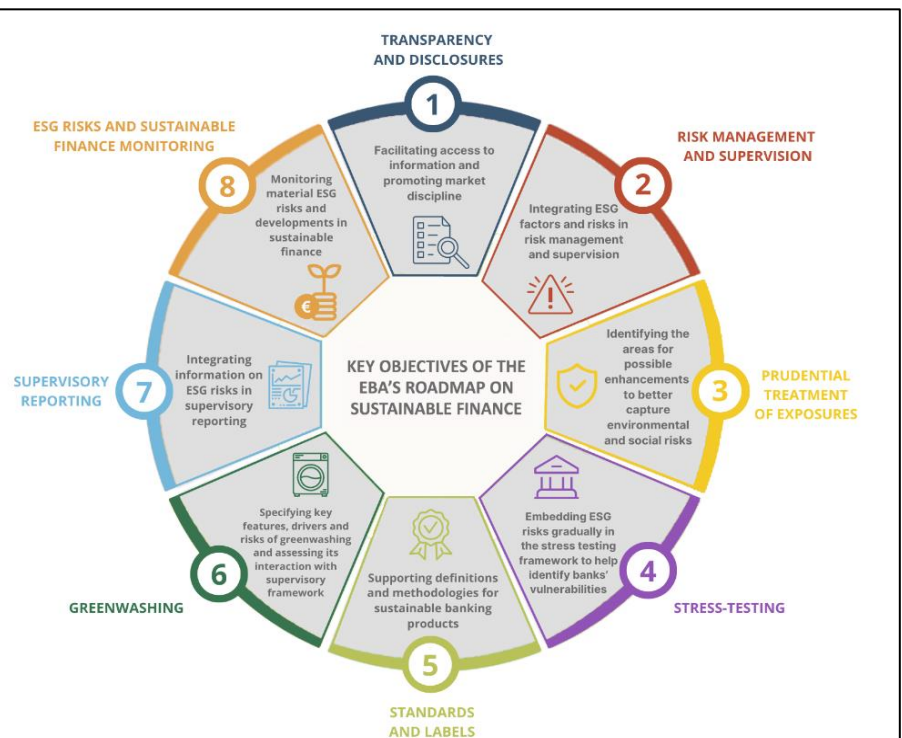 TRANSPARENCY
AND DISCLOSURES
1
Facilitating access to
information and
promoting market
discipline
RISK MANAGEMENT
AND SUPERVISION
2
Integrating ESG
factors and risks in
risk management
and supervision
PRUDENTIAL
TREATMENT
OF EXPOSURES
3
Identifying the
areas for
possible
enhancements
to better
capture
environmental
and social risks
STRESS-TESTING
4
Embedding ESG
risks gradually in
the stress testing
framework to help
identify banks'
vulnerabilities
STANDARDS
AND LABELS
5
Supporting definitions
and methodologies for
sustainable banking
products
GREENWASHING
6
Specifying key
features, drivers and
risks of greenwashing
and assessing its
interaction with
supervisory
framework
SUPERVISORY
REPORTING
7
Integrating
information on
ESG risks in
supervisory
reporting
ESG RISKS AND SUSTAINABLE
FINANCE MONITORING
8
Monitoring
material ESG
risks and
developments in
sustainable
finance
€
KEY OBJECTIVES OF THE
EBA'S ROADMAP ON
SUSTAINABLE FINANCE